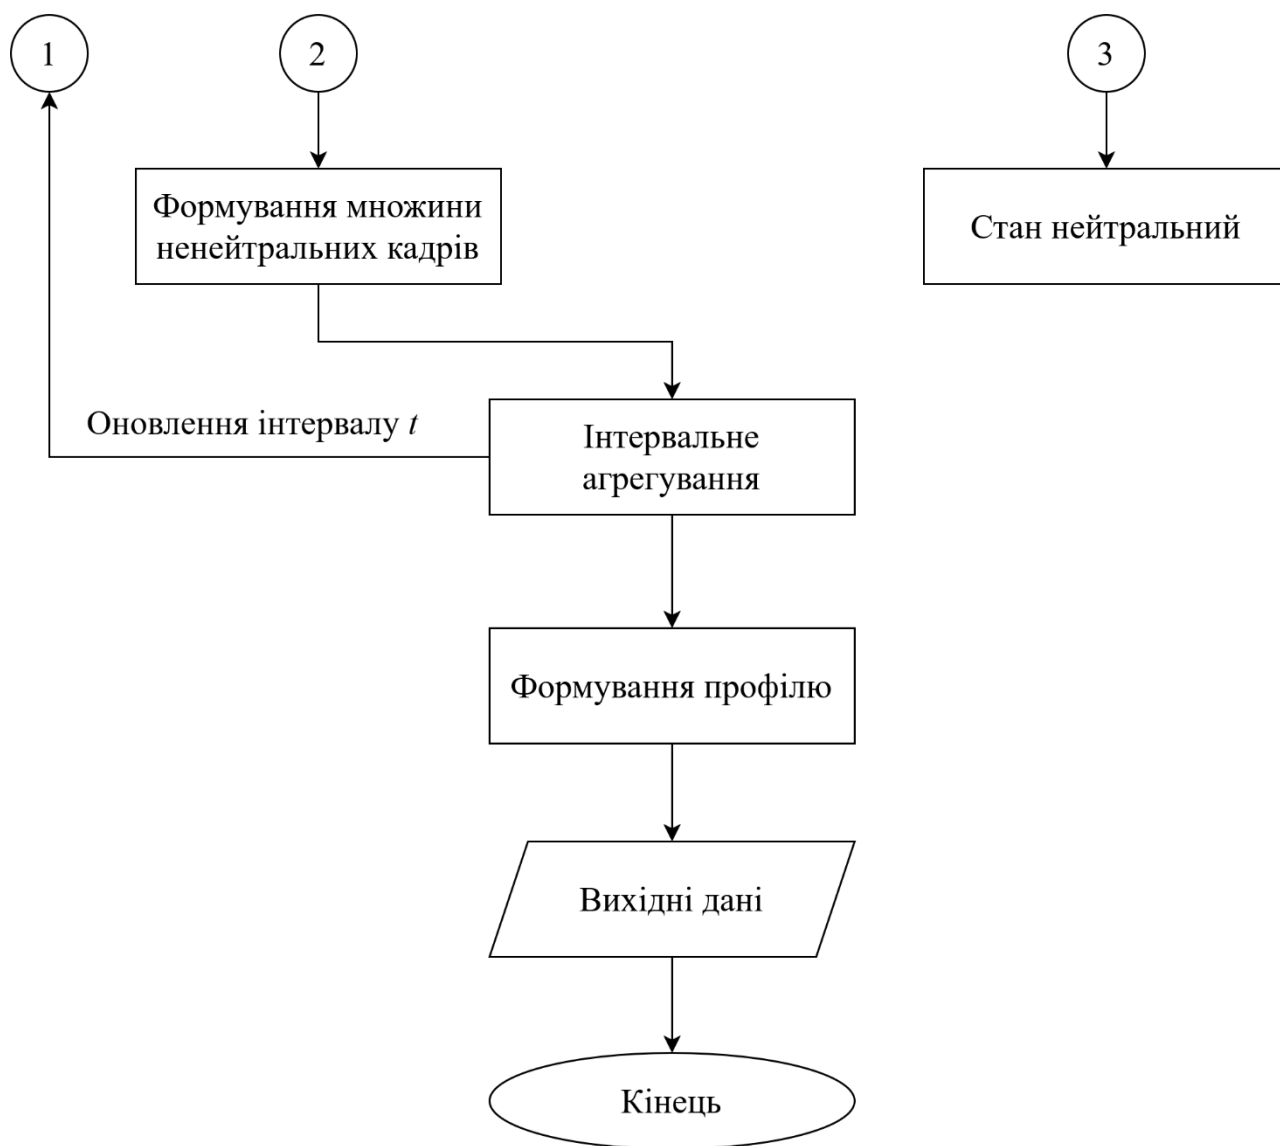 1
2
3
Формування множини
ненейтральних кадрів
Стан нейтральний
Оновлення інтервалу t
Інтервальне
агрегування
Формування профілю
Вихідні дані
Кінець